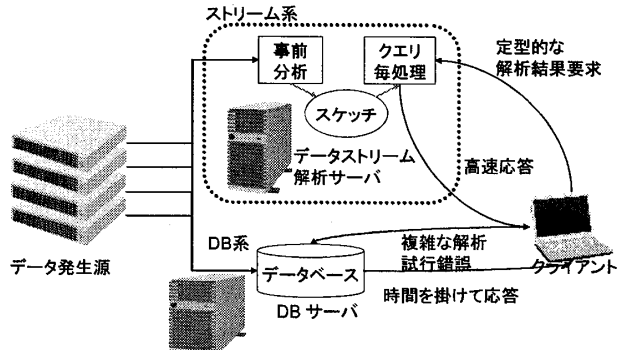 ストリーム系
事前
分析
クエリ
毎処理
スケッチ
データストリーム
解析サーバ
定型的な
解析結果要求
高速応答
データ発生源
DB系
データベース
DB サーバ
複雑な解析
試行錯誤
時間を掛けて応答
クライアント